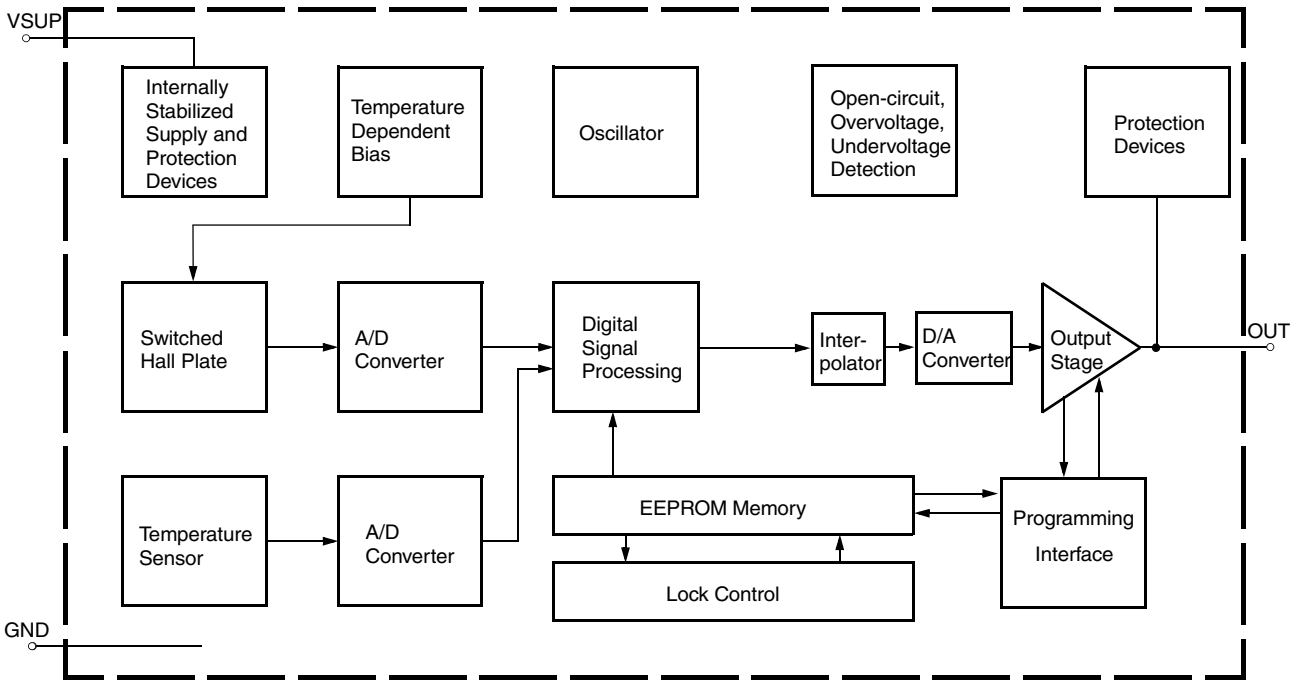 VSUP
Internally
Stabilized
Supply and
Protection
Devices
Temperature
Dependent
Bias
Oscillator
Open-circuit,
Overvoltage,
Undervoltage
Detection
Protection
Devices
Switched
Hall Plate
A/D
Converter
Digital
Signal
Processing
Inter-
polator
D/A
Converter
Output
Stage
OUT
Temperature
Sensor
A/D
Converter
EEPROM Memory
Lock Control
Programming
Interface
GND